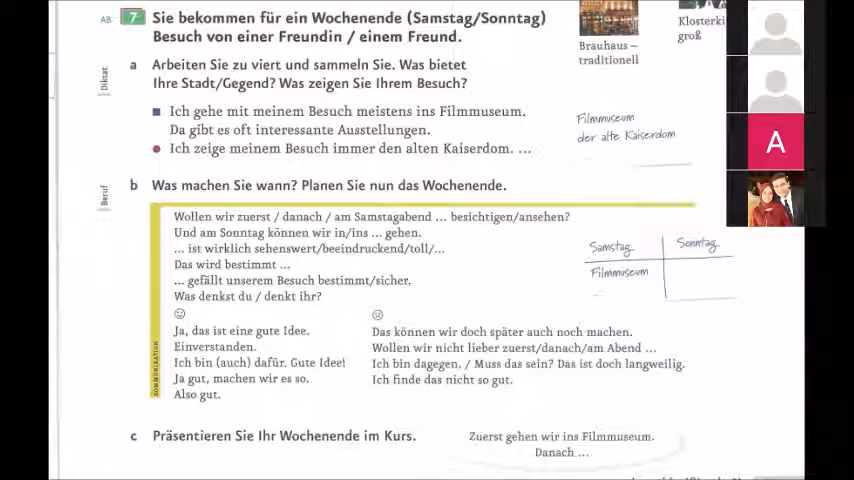 AB 7 Sie bekommen für ein Wochenende (Samstag/Sonntag)
Besuch von einer Freundin / einem Freund.
Brauhaus –
traditionell
Klosterki
groß
Diktat
a Arbeiten Sie zu viert und sammeln Sie. Was bietet
Ihre Stadt/Gegend? Was zeigen Sie Ihrem Besuch?
■ Ich gehe mit meinem Besuch meistens ins Filmmuseum.
Da gibt es oft interessante Ausstellungen.
● Ich zeige meinem Besuch immer den alten Kaiserdom. ...
Filmmuseum
der alte Kaiserdom
A
Beruf
b Was machen Sie wann? Planen Sie nun das Wochenende.
Wollen wir zuerst / danach / am Samstagabend ... besichtigen/ansehen?
Und am Sonntag können wir in/ins ... gehen.
... ist wirklich sehenswert/beeindruckend/toll/...
Das wird bestimmt ...
... gefällt unserem Besuch bestimmt/sicher.
Was denkst du / denkt ihr?
Samstag Sonntag
Filmmuseum
KOMMUNIKATION
Ja, das ist eine gute Idee.
Einverstanden.
Ich bin (auch) dafür. Gute Idee!
Ja gut, machen wir es so.
Also gut.
Das können wir doch später auch noch machen.
Wollen wir nicht lieber zuerst/danach/am Abend ...
Ich bin dagegen. / Muss das sein? Das ist doch langweilig.
Ich finde das nicht so gut.
c Präsentieren Sie Ihr Wochenende im Kurs.
Zuerst gehen wir ins Filmmuseum.
Danach ...